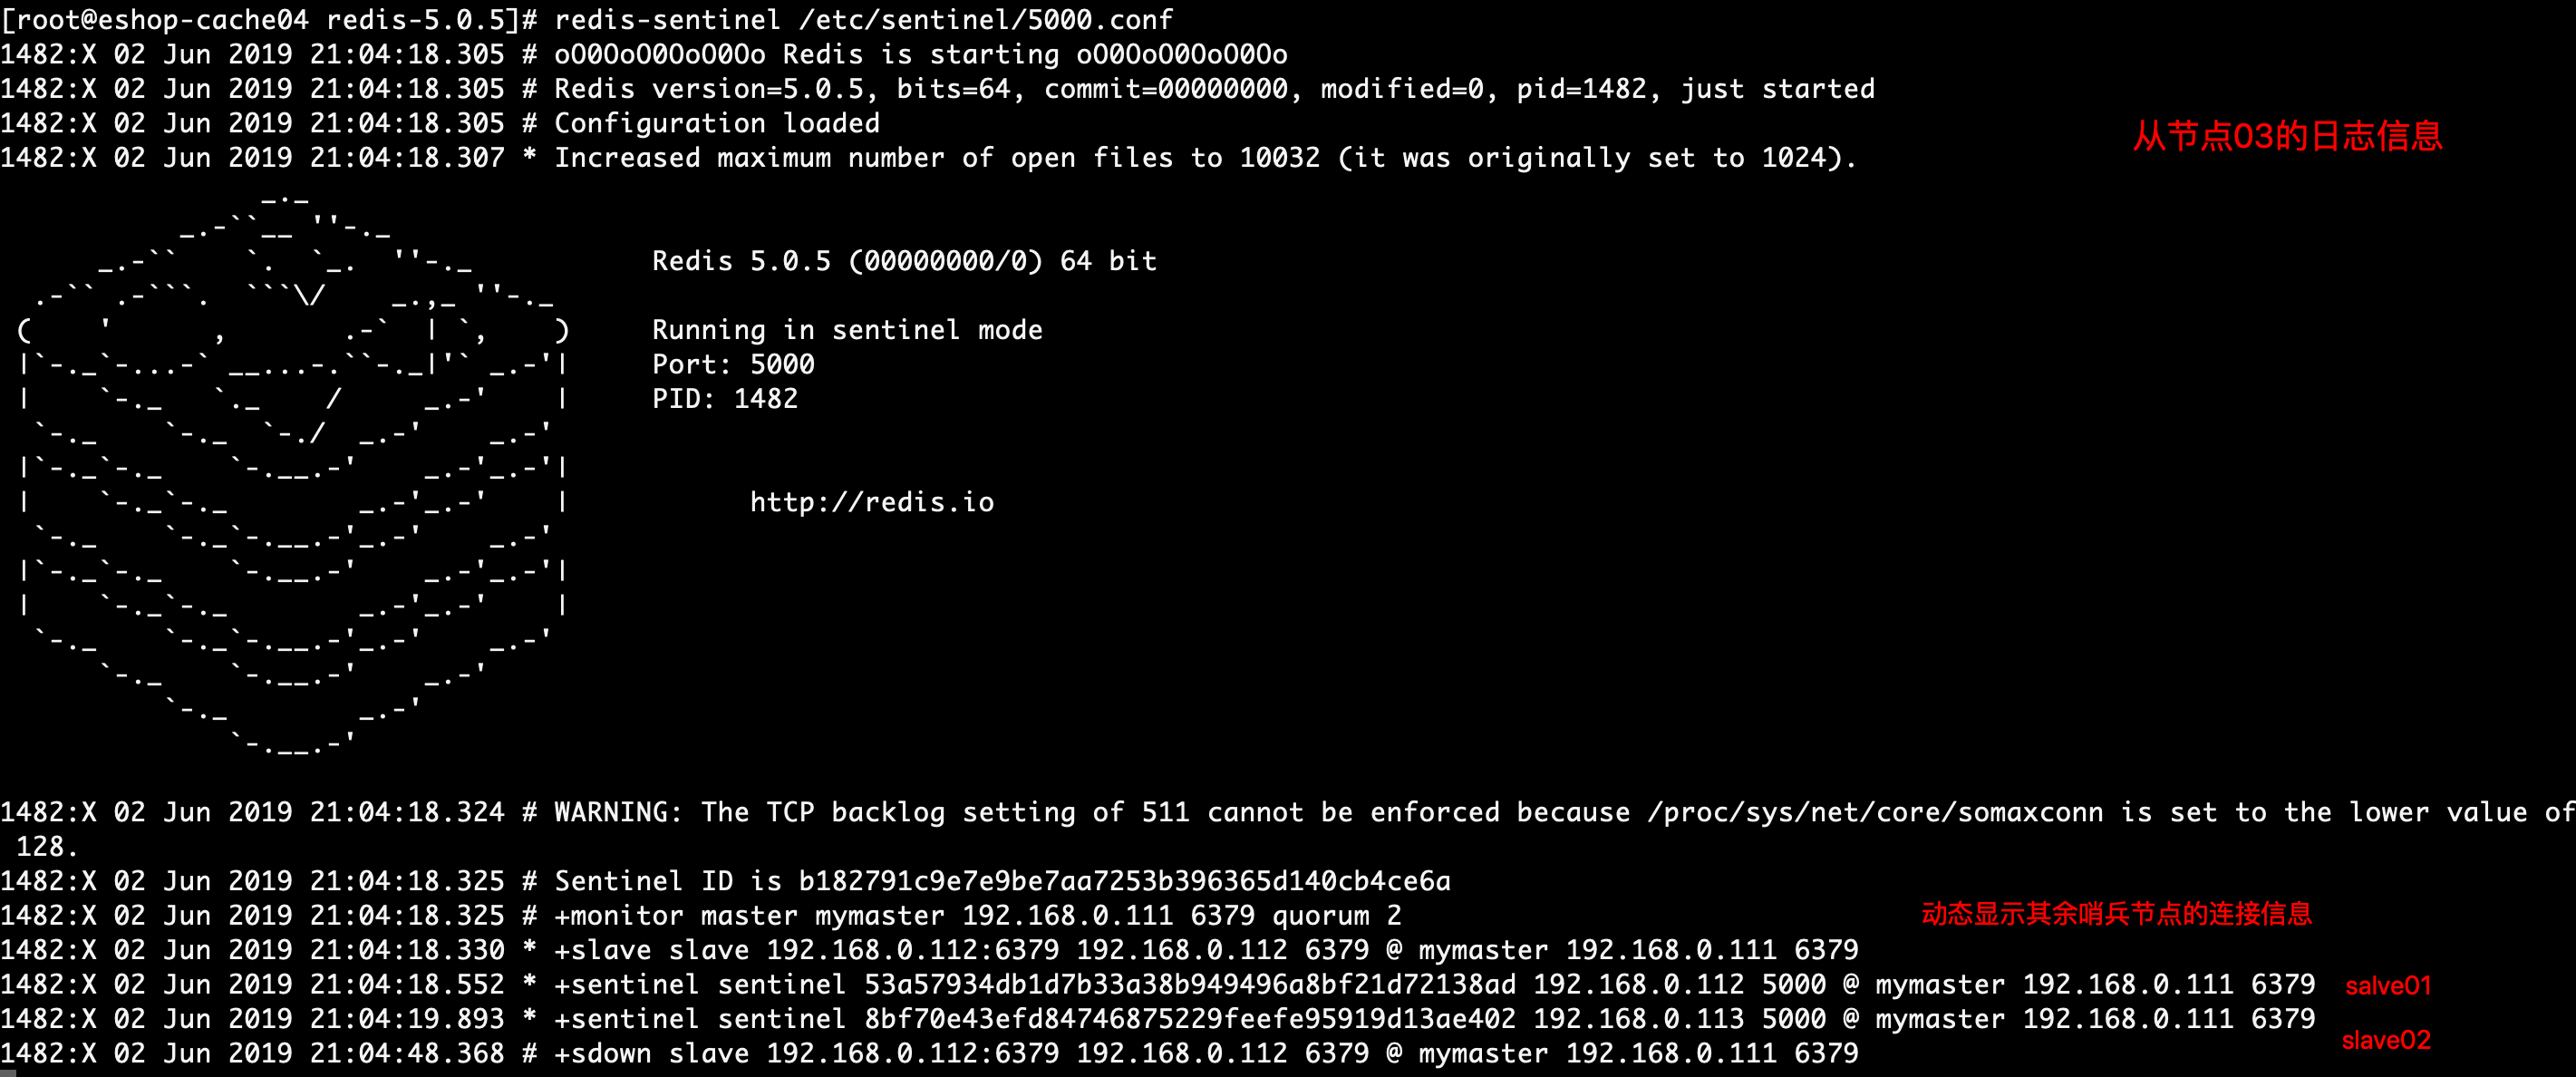 [root@eshop-cache04 redis-5.0.5]# redis-sentinel /etc/sentinel/5000.conf
1482:X 02 Jun 2019 21:04:18.305 # oO0OoO0OoO0Oo Redis is starting oO0OoO0OoO0Oo
1482:X 02 Jun 2019 21:04:18.305 # Redis version=5.0.5, bits=64, commit=00000000, modified=0, pid=1482, just started
1482:X 02 Jun 2019 21:04:18.305 # Configuration loaded
从节点03的日志信息
1482:X 02 Jun 2019 21:04:18.307 * Increased maximum number of open files to 10032 (it was originally set to 1024).
Redis 5.0.5 (00000000/0) 64 bit
Running in sentinel mode
Port: 5000
PID: 1482
http://redis.io
1482:X 02 Jun 2019 21:04:18.324 # WARNING: The TCP backlog setting of 511 cannot be enforced because /proc/sys/net/core/somaxconn is set to the lower value of
128.
1482:X 02 Jun 2019 21:04:18.325 # Sentinel ID is b182791c9e7e9be7aa7253b396365d140cb4ce6a
1482:X 02 Jun 2019 21:04:18.325 # +monitor master mymaster 192.168.0.111 6379 quorum 2
动态显示其余哨兵节点的连接信息
1482:X 02 Jun 2019 21:04:18.330 * +slave slave 192.168.0.112:6379 192.168.0.112 6379 @ mymaster 192.168.0.111 6379
1482:X 02 Jun 2019 21:04:18.552 * +sentinel sentinel 53a57934db1d7b33a38b949496a8bf21d72138ad 192.168.0.112 5000 @ mymaster 192.168.0.111 6379
salve01
1482:X 02 Jun 2019 21:04:19.893 * +sentinel sentinel 8bf70e43efd84746875229feefe95919d13ae402 192.168.0.113 5000 @ mymaster 192.168.0.111 6379
slave02
1482:X 02 Jun 2019 21:04:48.368 # +sdown slave 192.168.0.112:6379 192.168.0.112 6379 @ mymaster 192.168.0.111 6379